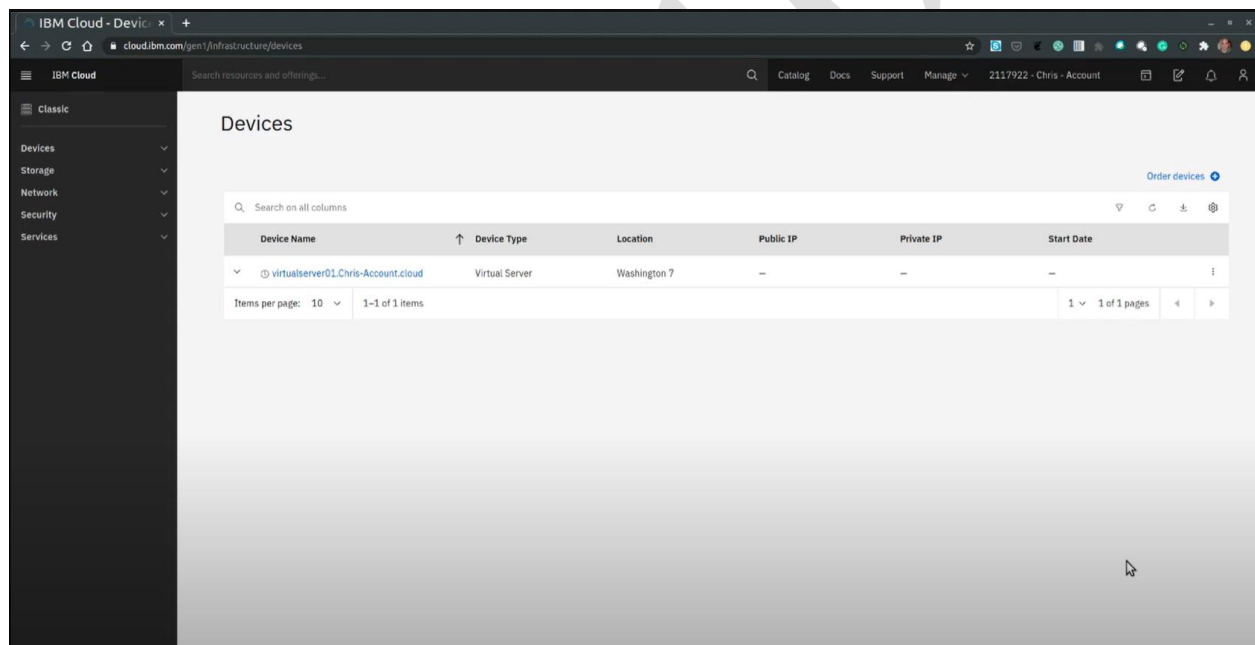 IBM Cloud - Devic
cloud.ibm.com/gen1/infrastructure/devices
IBM Cloud
Search resources and offerings...
Catalog
Docs
Support
Manage
2117922 - Chris - Account
Classic
Devices
Devices
Storage
Network
Security
Services
Order devices
Search on all columns
Device Name
Device Type
Location
Public IP
Private IP
Start Date
virtualserver01.Chris-Account.cloud
Virtual Server
Washington 7
–
–
–
Items per page: 10
1–1 of 1 items
1
1 of 1 pages